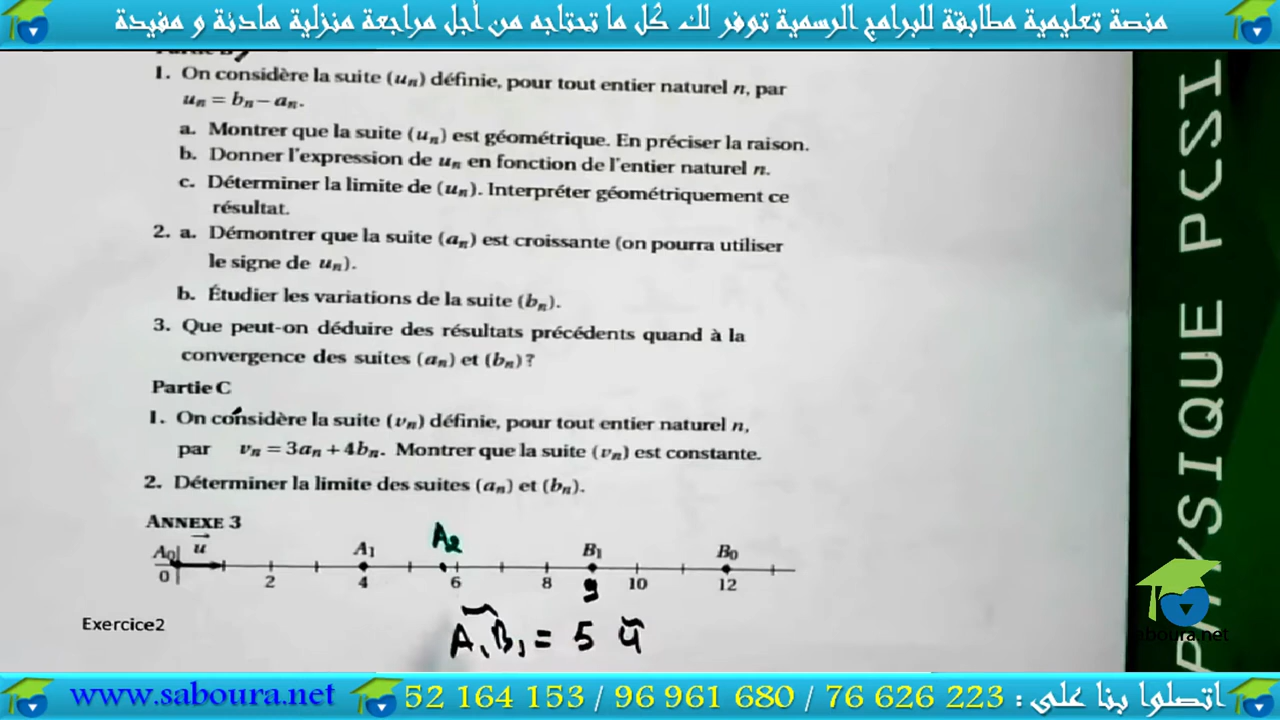 منصة تعليمية مطابقة للبرامج الرسمية توفر لك كل ما تحتاجه من أجل مراجعة منزلية هادئة و مفيدة
1. On considère la suite (uₙ) définie, pour tout entier naturel n, par
uₙ = bₙ − aₙ.
a. Montrer que la suite (uₙ) est géométrique. En préciser la raison.
b. Donner l'expression de uₙ en fonction de l'entier naturel n.
c. Déterminer la limite de (uₙ). Interpréter géométriquement ce
résultat.
2. a. Démontrer que la suite (aₙ) est croissante (on pourra utiliser
le signe de uₙ).
b. Étudier les variations de la suite (bₙ).
3. Que peut-on déduire des résultats précédents quant à la
convergence des suites (aₙ) et (bₙ) ?
Partie C
1. On considère la suite (vₙ) définie, pour tout entier naturel n,
par vₙ = 3aₙ + 4bₙ. Montrer que la suite (vₙ) est constante.
2. Déterminer la limite des suites (aₙ) et (bₙ).
ANNEXE 3
A₂
A₀ u A₁ B₁ B₀
0 2 4 6 8 10 12
9
A₁B₁ = 5 u
Exercice2
PHYSIQUE PCSI
aboura.net
www.saboura.net 52 164 153 / 96 961 680 / 76 626 223 : اتصلوا بنا على